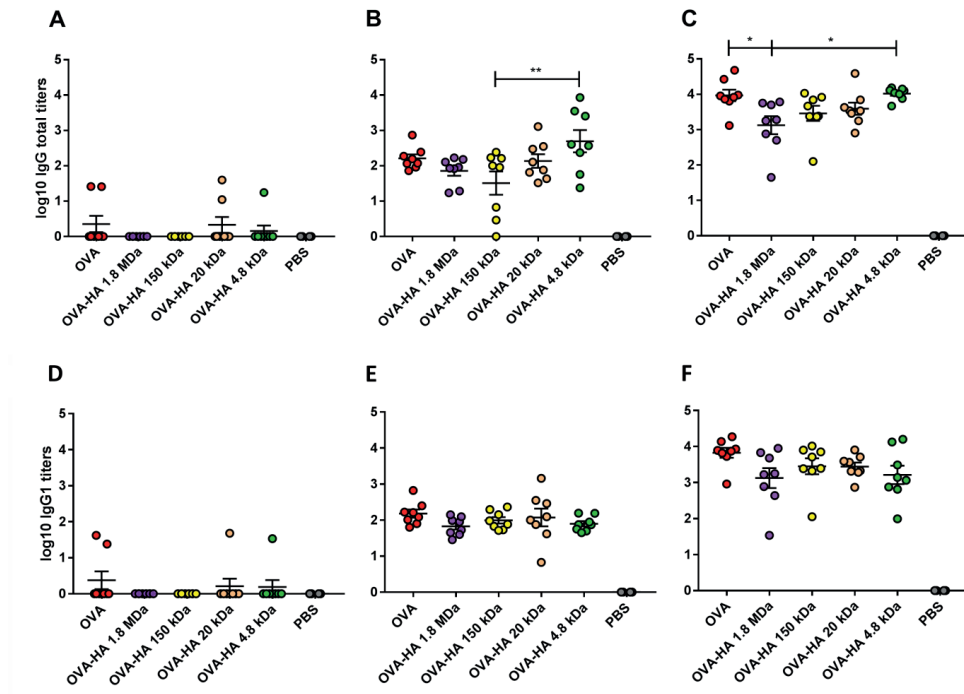 A
log10 IgG total titers
5
4
3
2
1
0
OVA
OVA-HA 1.8 MDa
OVA-HA 150 kDa
OVA-HA 20 kDa
OVA-HA 4.8 kDa
PBS
B
**
5
4
3
2
1
0
OVA
OVA-HA 1.8 MDa
OVA-HA 150 kDa
OVA-HA 20 kDa
OVA-HA 4.8 kDa
PBS
C
* *
5
4
3
2
1
0
OVA
OVA-HA 1.8 MDa
OVA-HA 150 kDa
OVA-HA 20 kDa
OVA-HA 4.8 kDa
PBS
D
log10 IgG1 titers
5
4
3
2
1
0
OVA
OVA-HA 1.8 MDa
OVA-HA 150 kDa
OVA-HA 20 kDa
OVA-HA 4.8 kDa
PBS
E
5
4
3
2
1
0
OVA
OVA-HA 1.8 MDa
OVA-HA 150 kDa
OVA-HA 20 kDa
OVA-HA 4.8 kDa
PBS
F
5
4
3
2
1
0
OVA
OVA-HA 1.8 MDa
OVA-HA 150 kDa
OVA-HA 20 kDa
OVA-HA 4.8 kDa
PBS